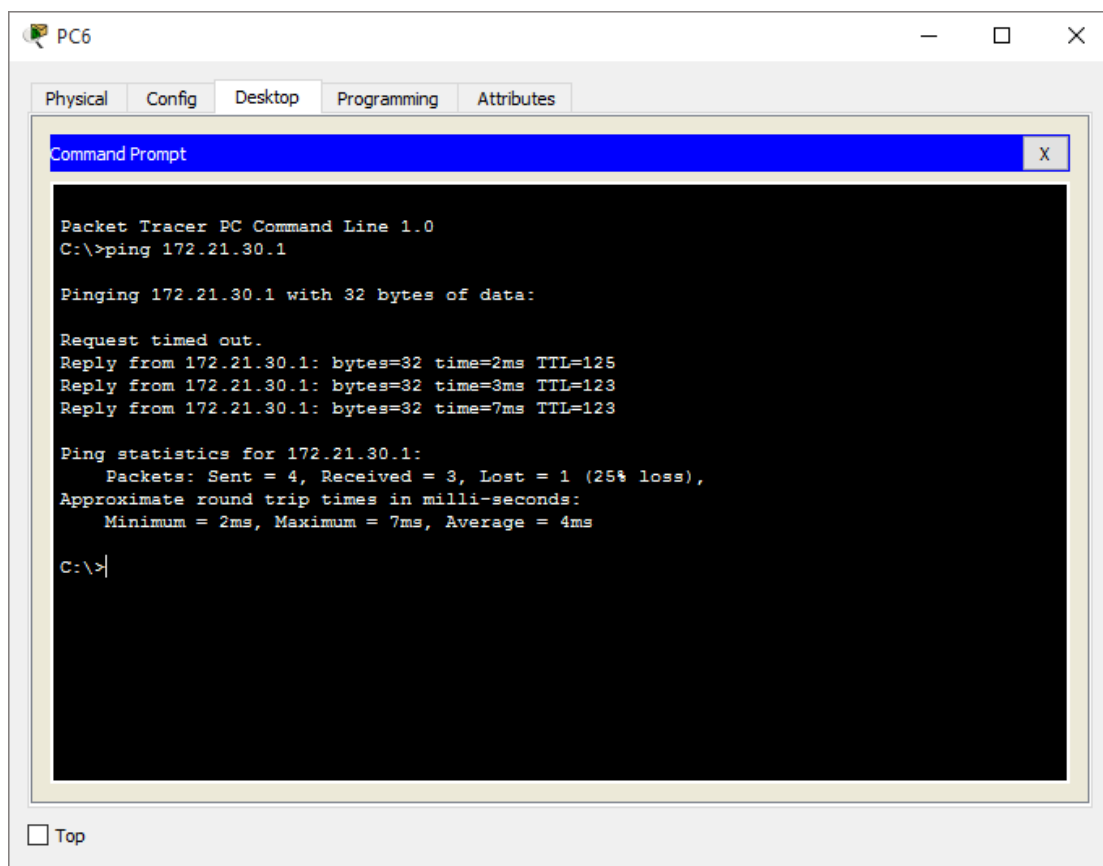 PC6
Physical Config Desktop Programming Attributes
Command Prompt X
Packet Tracer PC Command Line 1.0
C:\>ping 172.21.30.1
Pinging 172.21.30.1 with 32 bytes of data:
Request timed out.
Reply from 172.21.30.1: bytes=32 time=2ms TTL=125
Reply from 172.21.30.1: bytes=32 time=3ms TTL=123
Reply from 172.21.30.1: bytes=32 time=7ms TTL=123
Ping statistics for 172.21.30.1:
    Packets: Sent = 4, Received = 3, Lost = 1 (25% loss),
Approximate round trip times in milli-seconds:
    Minimum = 2ms, Maximum = 7ms, Average = 4ms
C:\>
Top